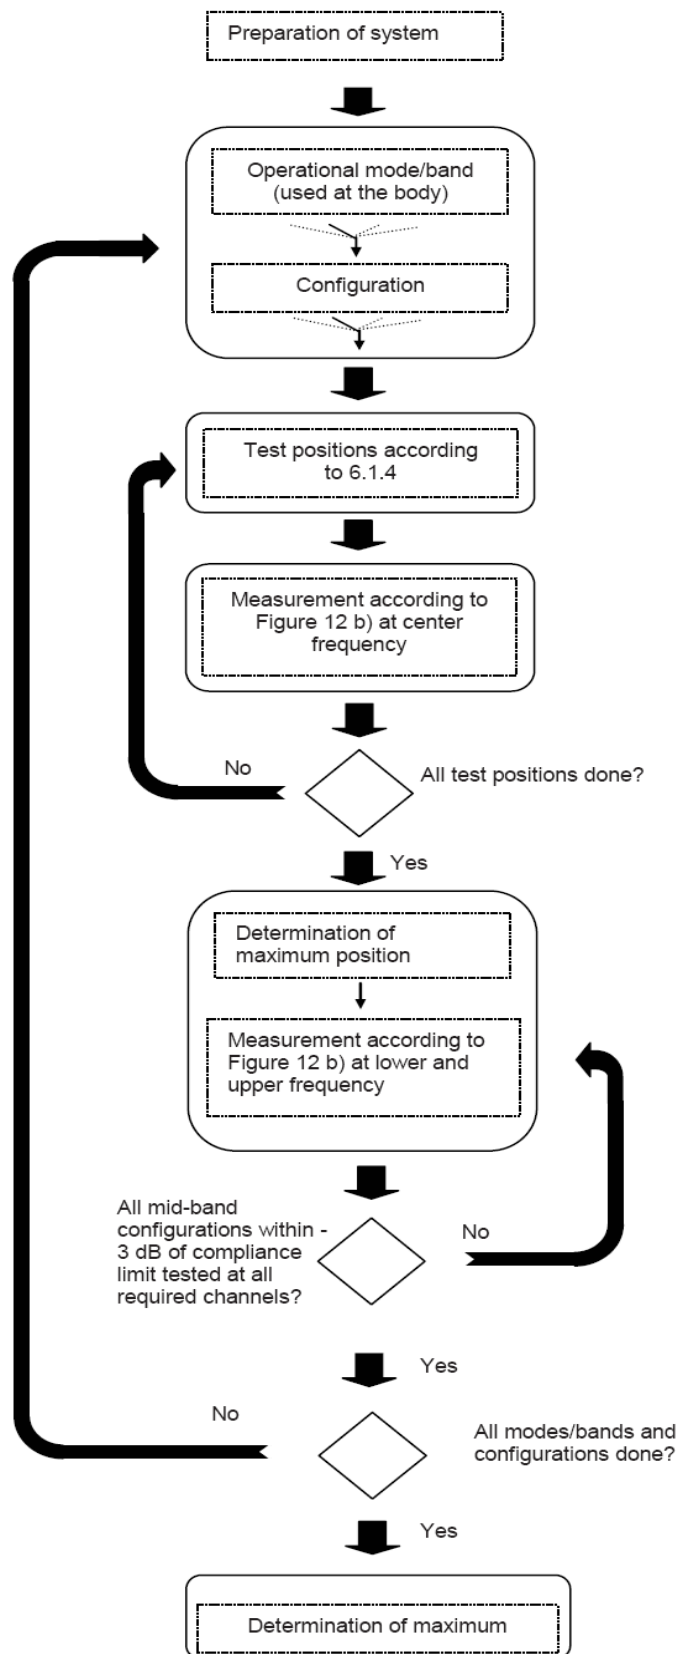 Preparation of system
Operational mode/band
(used at the body)
Configuration
Test positions according
to 6.1.4
Measurement according to
Figure 12 b) at center
frequency
No
All test positions done?
Yes
Determination of
maximum position
Measurement according to
Figure 12 b) at lower and
upper frequency
All mid-band
configurations within -
3 dB of compliance
limit tested at all
required channels?
No
Yes
No
All modes/bands and
configurations done?
Yes
Determination of maximum